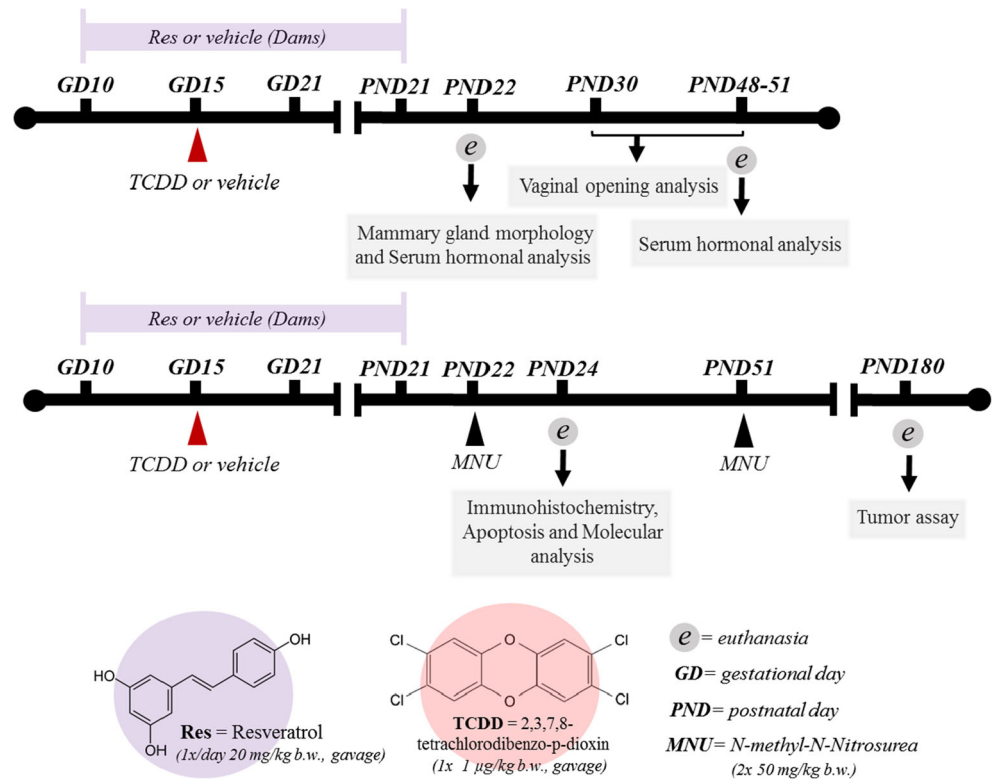 Res or vehicle (Dams)
GD10 GD15 GD21 PND21 PND22 PND30 PND48-51
TCDD or vehicle
e
e
Vaginal opening analysis
Mammary gland morphology
and Serum hormonal analysis
Serum hormonal analysis
Res or vehicle (Dams)
GD10 GD15 GD21 PND21 PND22 PND24 PND51 PND180
TCDD or vehicle
MNU
e
MNU
e
Immunohistochemistry,
Apoptosis and Molecular
analysis
Tumor assay
OH
HO
OH
Res = Resveratrol
(1x/day 20 mg/kg b.w., gavage)
Cl O Cl
Cl O Cl
TCDD = 2,3,7,8-
tetrachlorodibenzo-p-dioxin
(1x 1 µg/kg b.w., gavage)
e = euthanasia
GD= gestational day
PND= postnatal day
MNU= N-methyl-N-Nitrosurea
(2x 50 mg/kg b.w.)